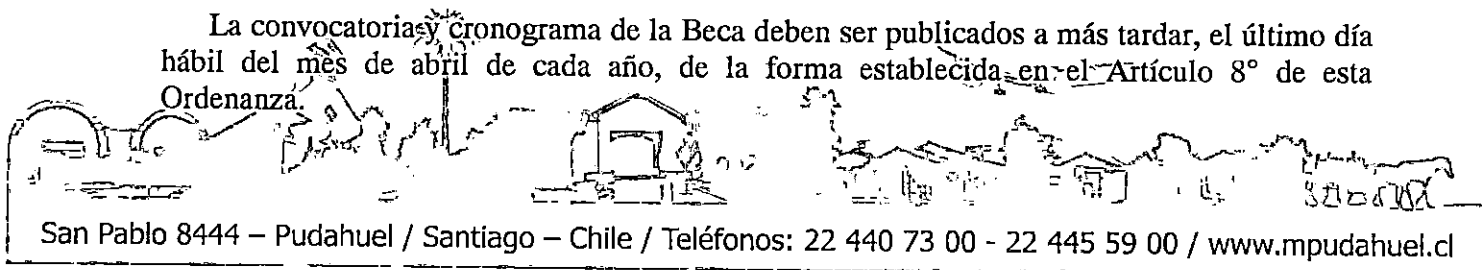 La convocatoria y cronograma de la Beca deben ser publicados a más tardar, el último día
hábil del mes de abril de cada año, de la forma establecida en el Artículo 8° de esta
Ordenanza.
San Pablo 8444 – Pudahuel / Santiago – Chile / Teléfonos: 22 440 73 00 - 22 445 59 00 / www.mpudahuel.cl